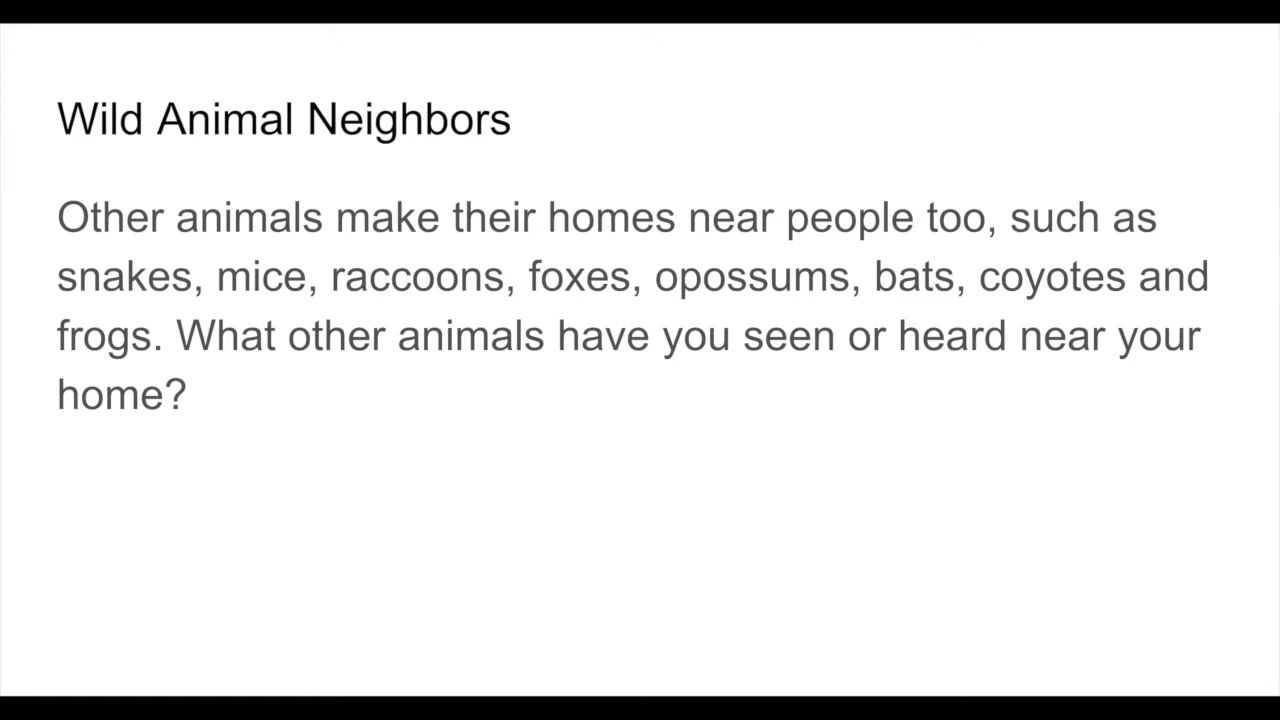 Wild Animal Neighbors
Other animals make their homes near people too, such as
snakes, mice, raccoons, foxes, opossums, bats, coyotes and
frogs. What other animals have you seen or heard near your
home?